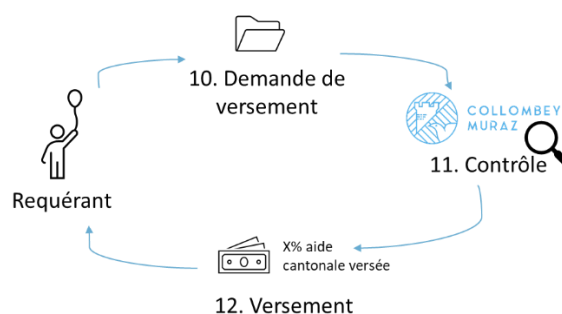 10. Demande de
versement
COLLOMBEY
MURAZ
11. Contrôle
Requérant
X% aide
cantonale versée
12. Versement